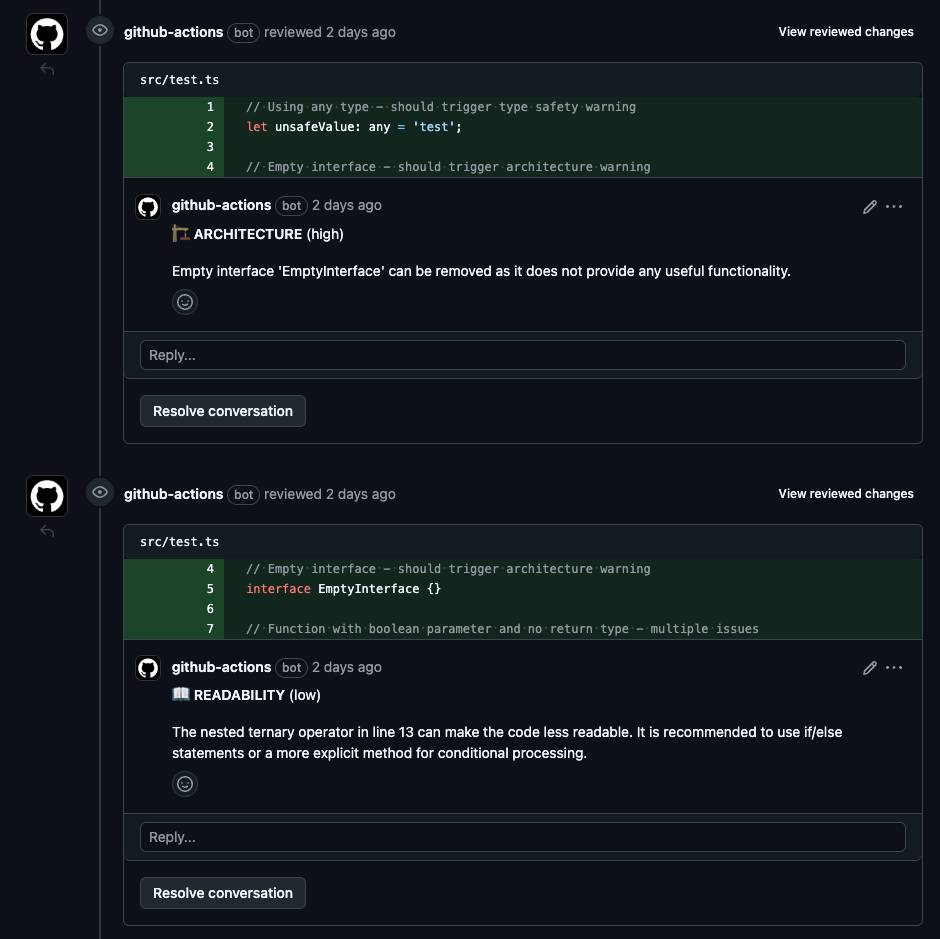 github-actions bot reviewed 2 days ago View reviewed changes
src/test.ts
1 // Using any type - should trigger type safety warning
2 let unsafeValue: any = 'test';
3
4 // Empty interface - should trigger architecture warning
github-actions bot 2 days ago
ARCHITECTURE (high)
Empty interface 'EmptyInterface' can be removed as it does not provide any useful functionality.
Reply...
Resolve conversation
github-actions bot reviewed 2 days ago View reviewed changes
src/test.ts
4 // Empty interface - should trigger architecture warning
5 interface EmptyInterface {}
6
7 // Function with boolean parameter and no return type - multiple issues
github-actions bot 2 days ago
READABILITY (low)
The nested ternary operator in line 13 can make the code less readable. It is recommended to use if/else
statements or a more explicit method for conditional processing.
Reply...
Resolve conversation